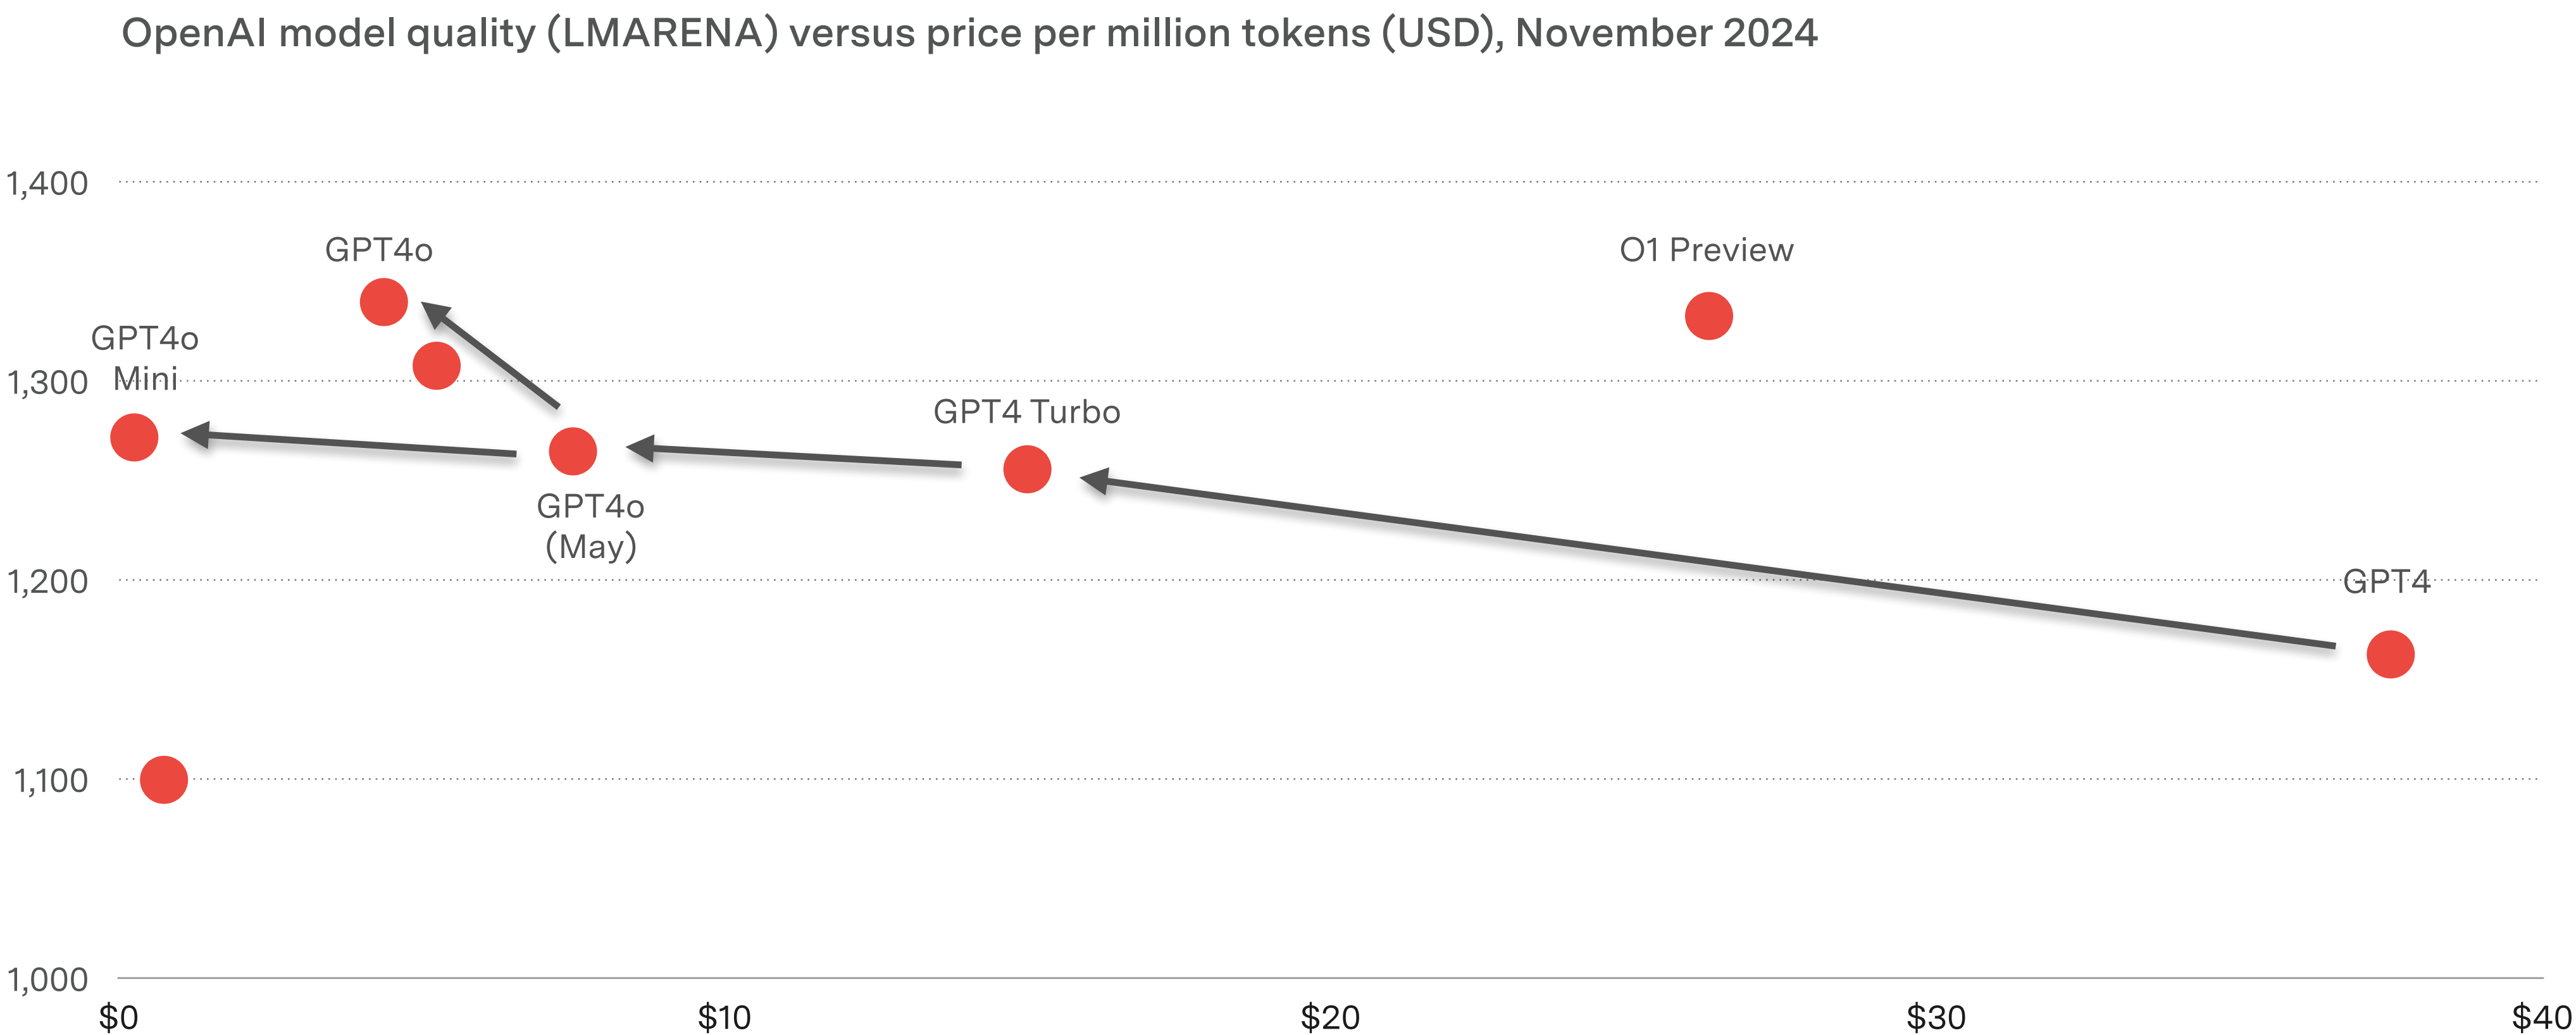 OpenAI model quality (LMARENA) versus price per million tokens (USD), November 2024
1,400
GPT4o
O1 Preview
GPT4o
Mini
1,300
GPT4 Turbo
GPT4o
(May)
1,200
GPT4
1,100
1,000
$0
$10
$20
$30
$40